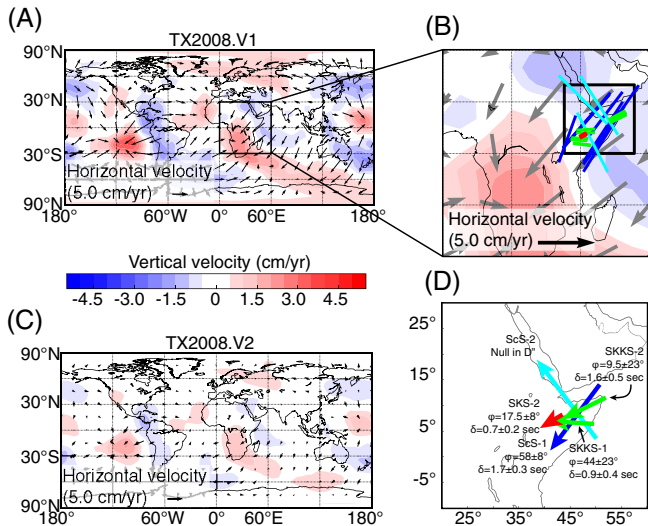 (A)
TX2008.V1
90°N
30°N
30°S
90°S
180°
60°W
0°
60°E
180°
Horizontal velocity
(5.0 cm/yr)
(B)
Horizontal velocity
(5.0 cm/yr)
Vertical velocity (cm/yr)
-4.5
-3.0
-1.5
0
1.5
3.0
4.5
(C)
TX2008.V2
90°N
30°N
30°S
90°S
180°
60°W
0°
60°E
180°
Horizontal velocity
(5.0 cm/yr)
(D)
25°
15°
5°
-5°
20°
30°
40°
50°
ScS-2
Null in D"
SKKS-2
φ=9.5±23°
δ=1.6±0.5 sec
SKS-2
φ=17.5±8°
δ=0.7±0.2 sec
ScS-1
φ=58±8°
δ=1.7±0.3 sec
SKKS-1
φ=44±23°
δ=0.9±0.4 sec